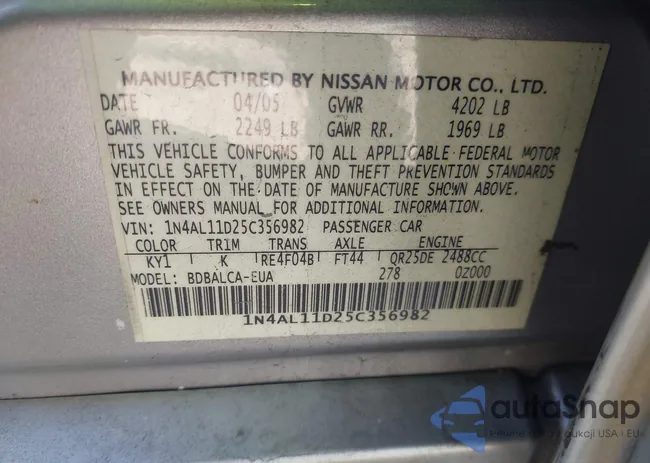 MANUFACTURED BY NISSAN MOTOR CO., LTD.
DATE 04/05 GVWR 4202 LB
GAWR FR. 2249 LB GAWR RR. 1969 LB
THIS VEHICLE CONFORMS TO ALL APPLICABLE FEDERAL MOTOR
VEHICLE SAFETY, BUMPER AND THEFT PREVENTION STANDARDS
IN EFFECT ON THE DATE OF MANUFACTURE SHOWN ABOVE.
SEE OWNERS MANUAL FOR ADDITIONAL INFORMATION.
VIN: 1N4AL11D25C356982 PASSENGER CAR
COLOR TRIM TRANS AXLE ENGINE
KY1 K RE4F04B FT44 QR25DE 2488CC
MODEL: BDBALCA-EUA 278 0Z000
1N4AL11D25C356982
autoSnap
z aukcji USA i EU